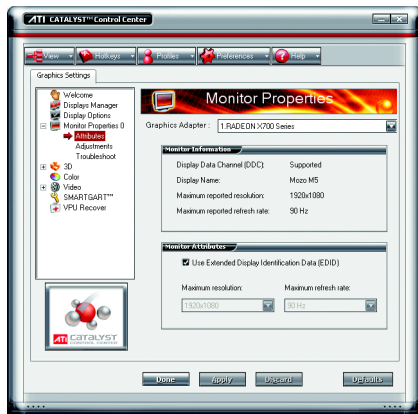 ATI CATALYST™ Control Center
View Hotkeys Profiles Preferences Help
Graphics Settings
Welcome
Displays Manager
Display Options
Monitor Properties 0
Attributes
Adjustments
Troubleshoot
3D
Color
Video
SMARTGART™
VPU Recover
ATI CATALYST
CONTROL CENTER
Monitor Properties
Graphics Adapter : 1.RADEON X700 Series
Monitor Information
Display Data Channel (DDC): Supported
Display Name: Mozo M5
Maximum reported resolution: 1920x1080
Maximum reported refresh rate: 90 Hz
Monitor Attributes
Use Extended Display Identification Data (EDID)
Maximum resolution: Maximum refresh rate:
1920x1080 90 Hz
Done Apply Discard Defaults